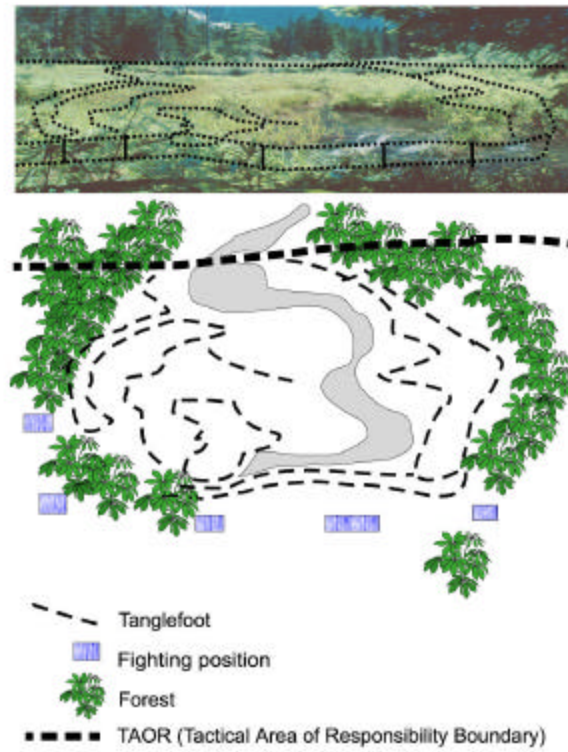 Tanglefoot
Fighting position
Forest
TAOR (Tactical Area of Responsibility Boundary)